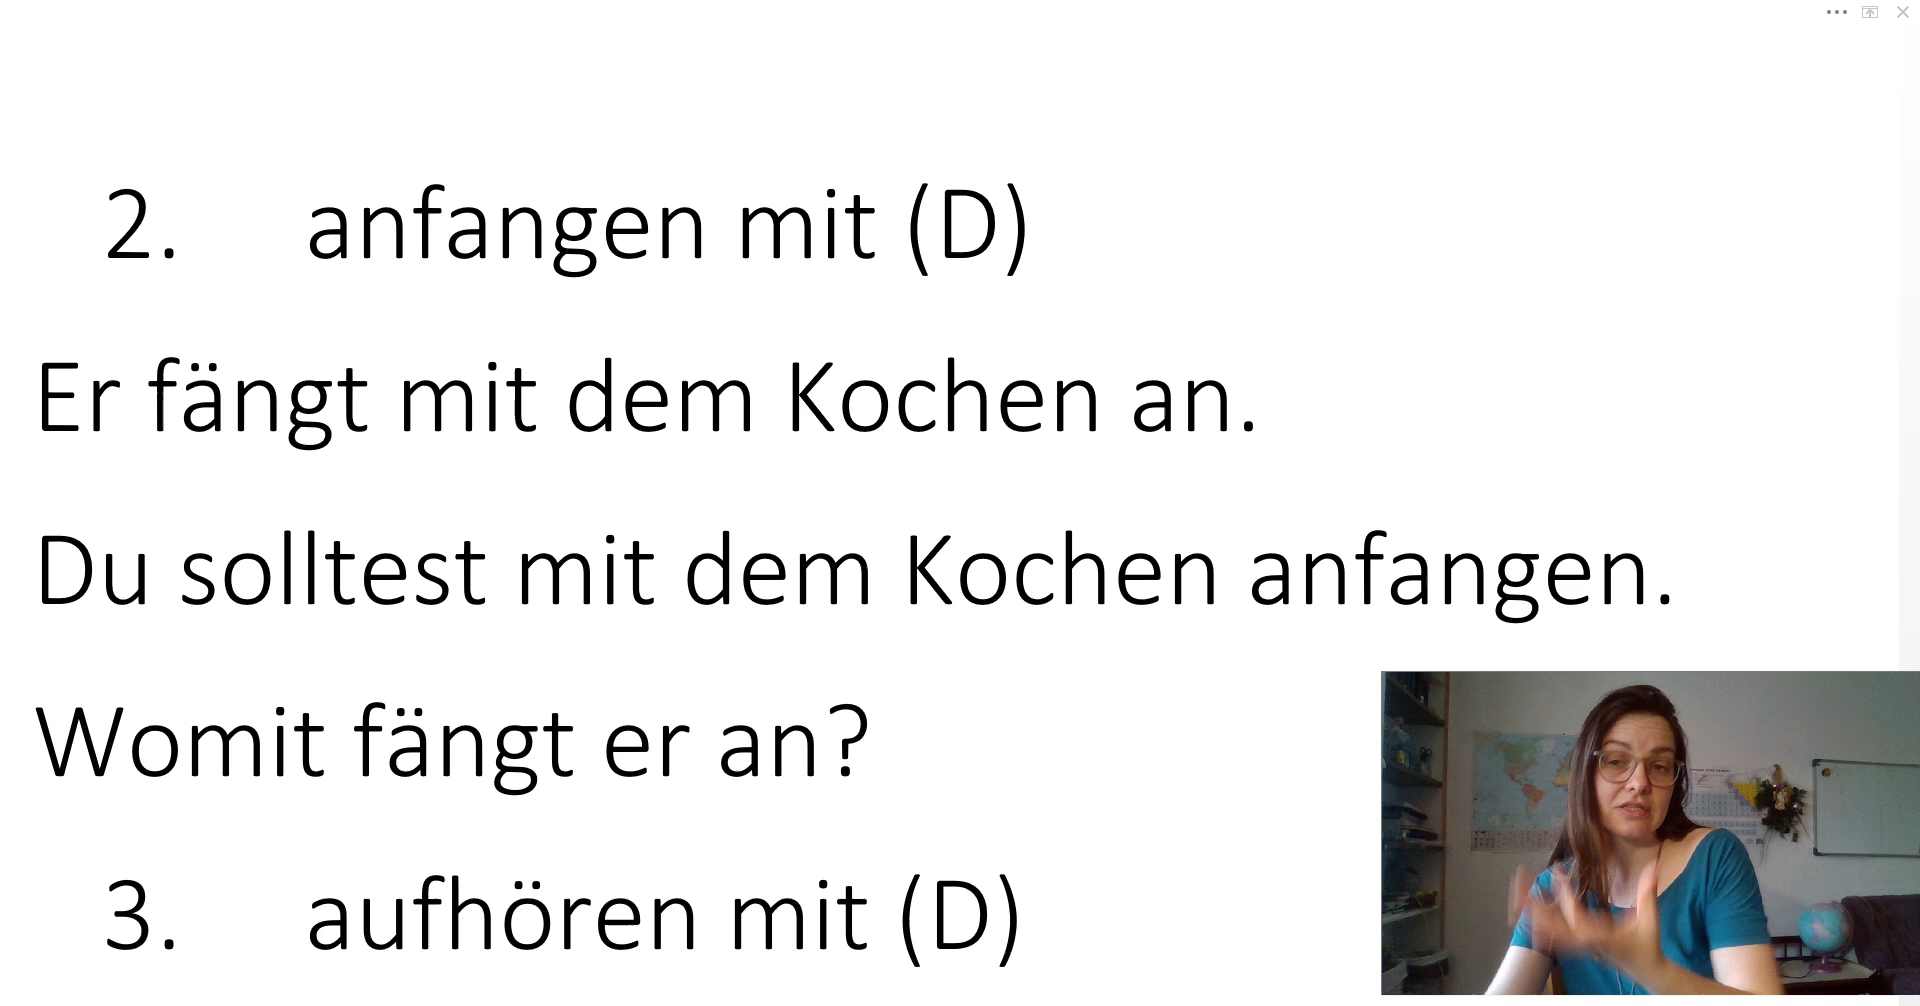 2. anfangen mit (D)
Er fängt mit dem Kochen an.
Du solltest mit dem Kochen anfangen.
Womit fängt er an?
3. aufhören mit (D)